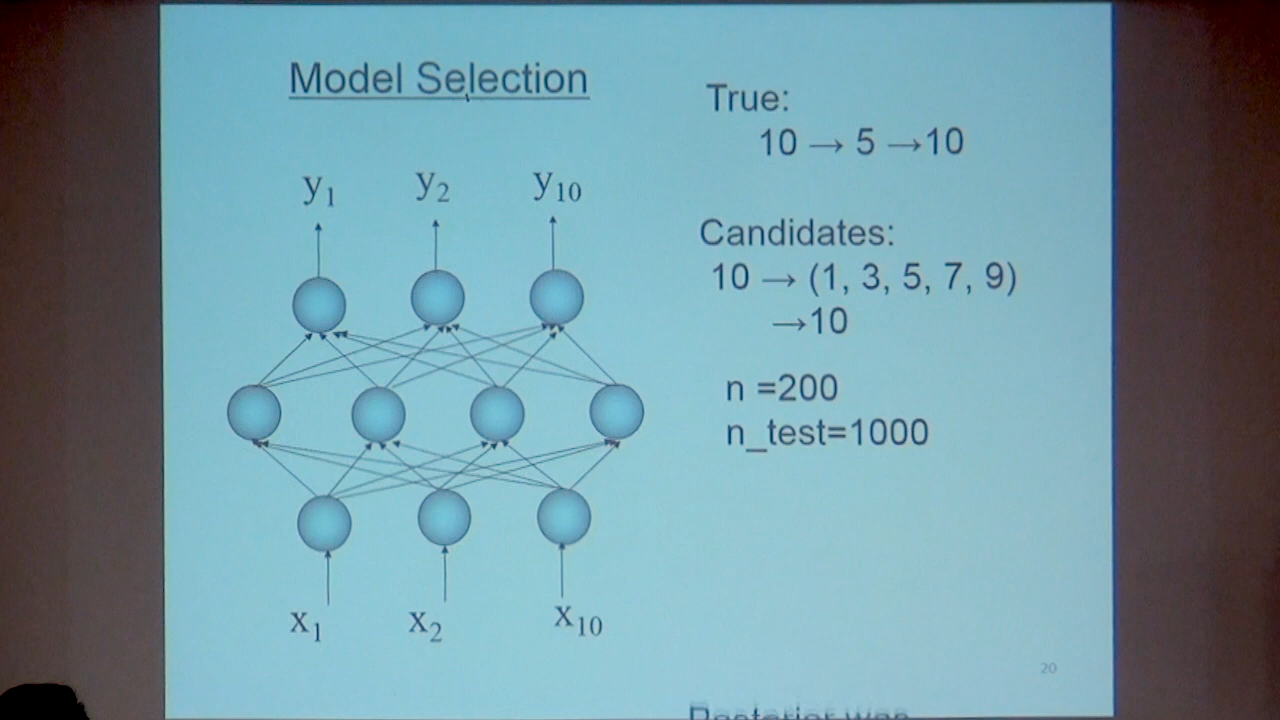 Model Selection
y1 y2 y10
x1 x2 x10
True:
10 → 5 →10
Candidates:
10 → (1, 3, 5, 7, 9)
→10
n =200
n_test=1000
20